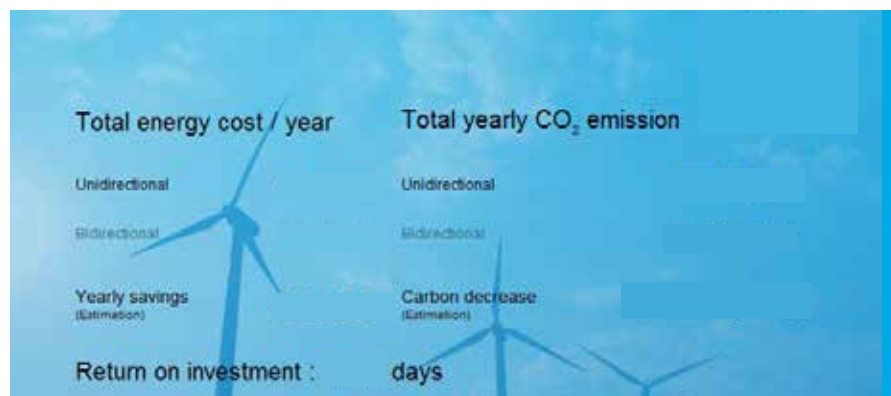 Total energy cost / year
Total yearly CO₂ emission
Unidirectional
Unidirectional
Bidirectional
Bidirectional
Yearly savings
(Estimation)
Carbon decrease
(Estimation)
Return on investment : days